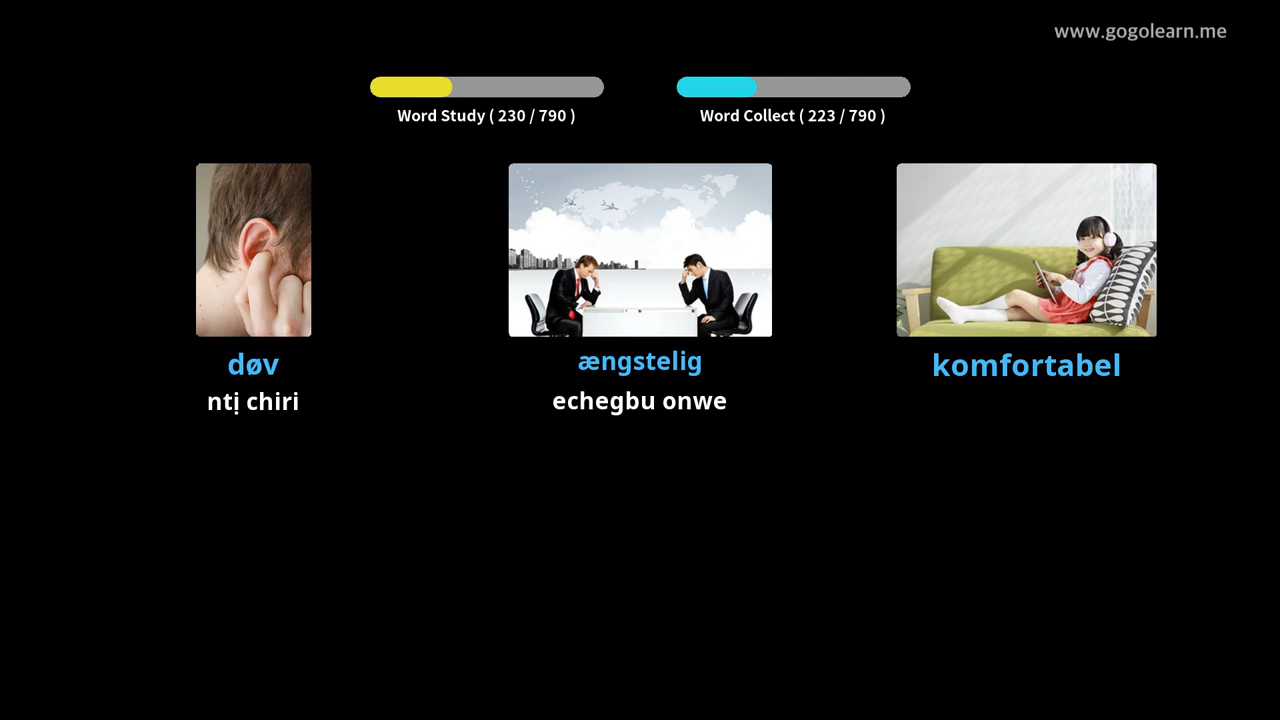 www.gogolearn.me
Word Study ( 230 / 790 )
Word Collect ( 223 / 790 )
døv
ængstelig
komfortabel
ntị chiri
echegbu onwe